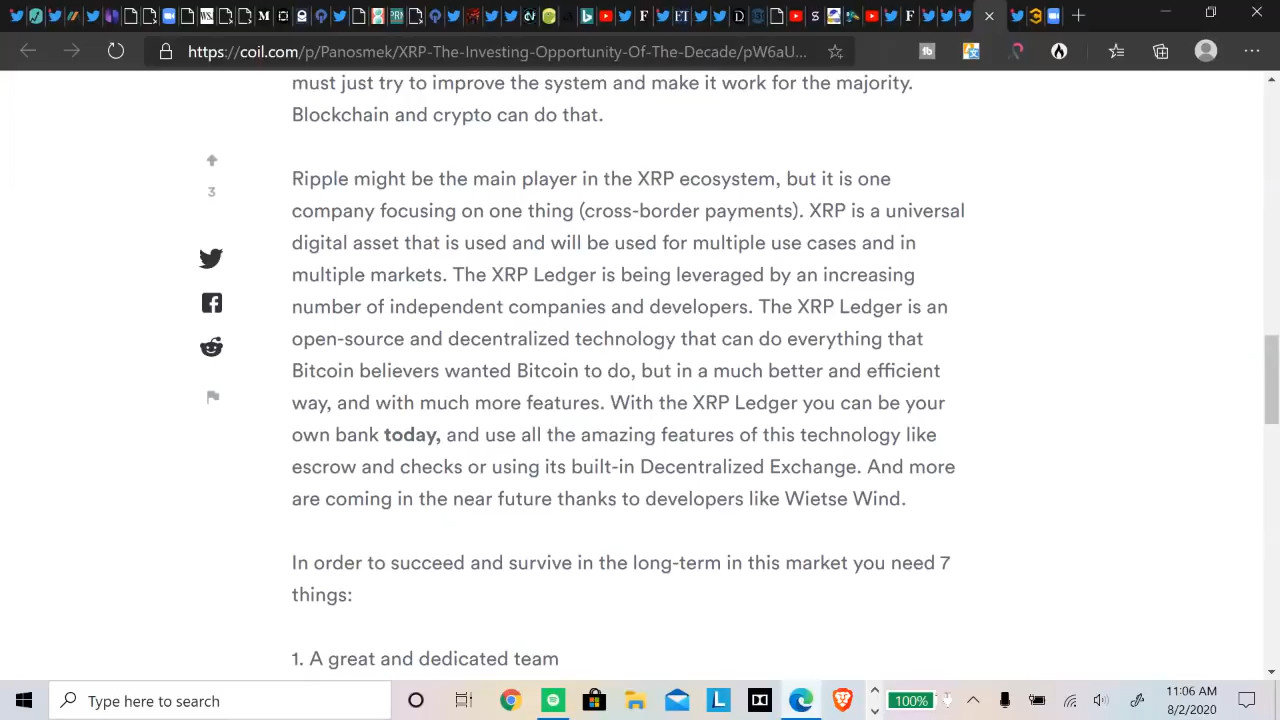 https://coil.com/p/Panosmek/XRP-The-Investing-Opportunity-Of-The-Decade/pW6aU...
must just try to improve the system and make it work for the majority.
Blockchain and crypto can do that.
3
Ripple might be the main player in the XRP ecosystem, but it is one
company focusing on one thing (cross-border payments). XRP is a universal
digital asset that is used and will be used for multiple use cases and in
multiple markets. The XRP Ledger is being leveraged by an increasing
number of independent companies and developers. The XRP Ledger is an
open-source and decentralized technology that can do everything that
Bitcoin believers wanted Bitcoin to do, but in a much better and efficient
way, and with much more features. With the XRP Ledger you can be your
own bank today, and use all the amazing features of this technology like
escrow and checks or using its built-in Decentralized Exchange. And more
are coming in the near future thanks to developers like Wietse Wind.
In order to succeed and survive in the long-term in this market you need 7
things:
1. A great and dedicated team
Type here to search
100%
11:06 AM
8/2/2020